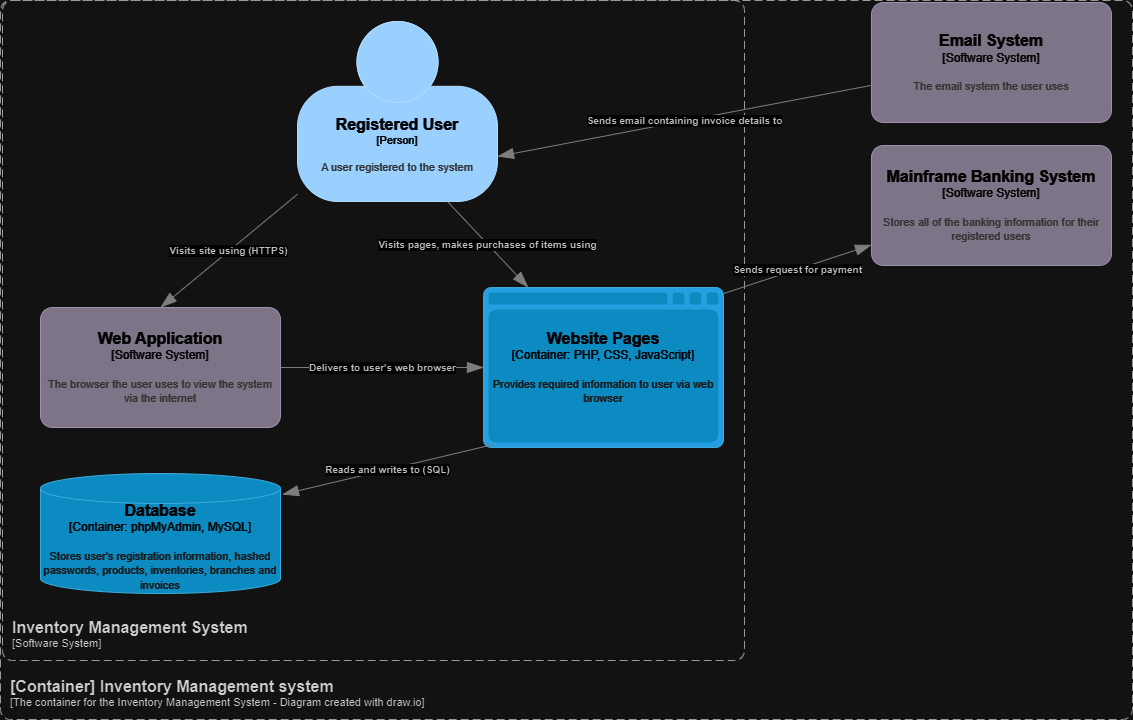 Email System
[Software System]
The email system the user uses
Sends email containing invoice details to
Registered User
[Person]
A user registered to the system
Mainframe Banking System
[Software System]
Stores all of the banking information for their
registered users
Visits site using (HTTPS)
Visits pages, makes purchases of items using
Sends request for payment
Web Application
[Software System]
The browser the user uses to view the system
via the internet
Delivers to user's web browser
Website Pages
[Container: PHP, CSS, JavaScript]
Provides required information to user via web
browser
Reads and writes to (SQL)
Database
[Container: phpMyAdmin, MySQL]
Stores user's registration information, hashed
passwords, products, inventories, branches and
invoices
Inventory Management System
[Software System]
[Container] Inventory Management system
[The container for the Inventory Management System - Diagram created with draw.io]